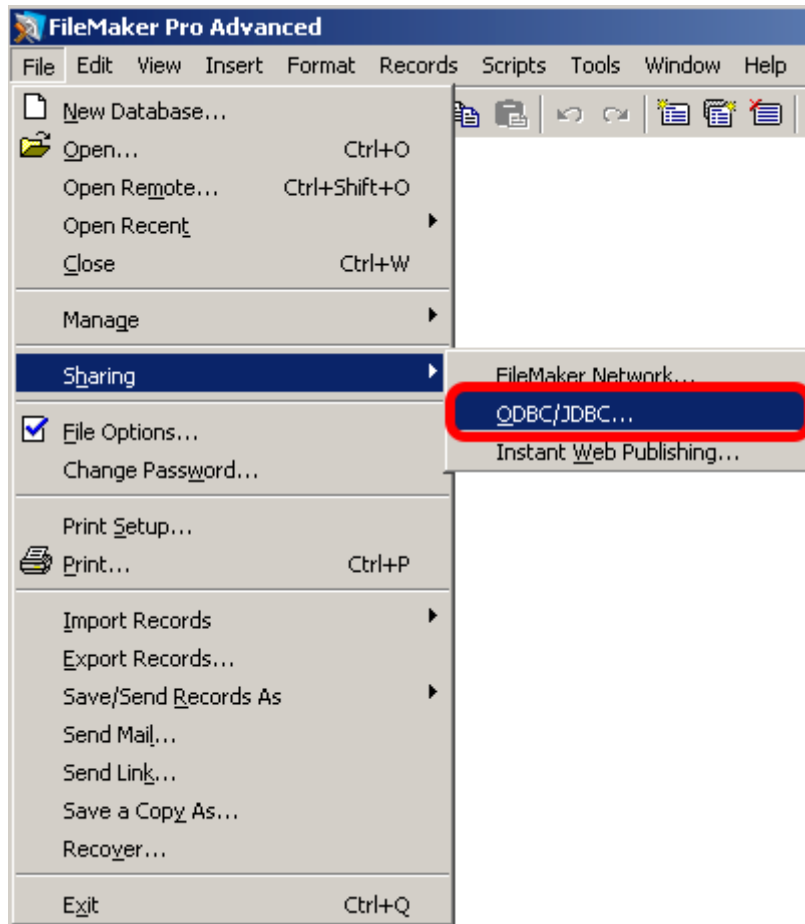 FileMaker Pro Advanced
File Edit View Insert Format Records Scripts Tools Window Help
New Database...
Open... Ctrl+O
Open Remote... Ctrl+Shift+O
Open Recent
Close Ctrl+W
Manage
Sharing
FileMaker Network...
ODBC/JDBC...
Instant Web Publishing...
File Options...
Change Password...
Print Setup...
Print... Ctrl+P
Import Records
Export Records...
Save/Send Records As
Send Mail...
Send Link...
Save a Copy As...
Recover...
Exit Ctrl+Q